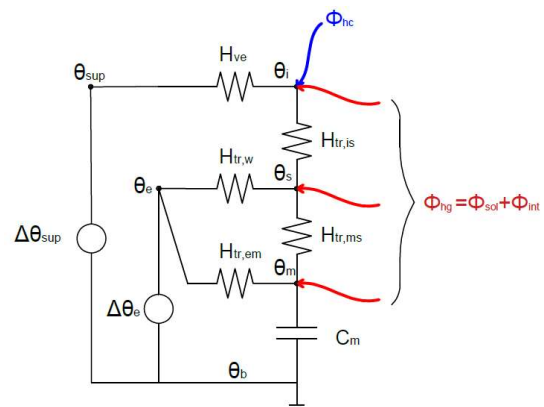 Φhc
Hve
θsup
θi
Htr,is
Htr,w
θe
θs
Φhg =Φsol+Φint
Δθsup
Htr,ms
Htr,em
θm
Δθe
Cm
θb